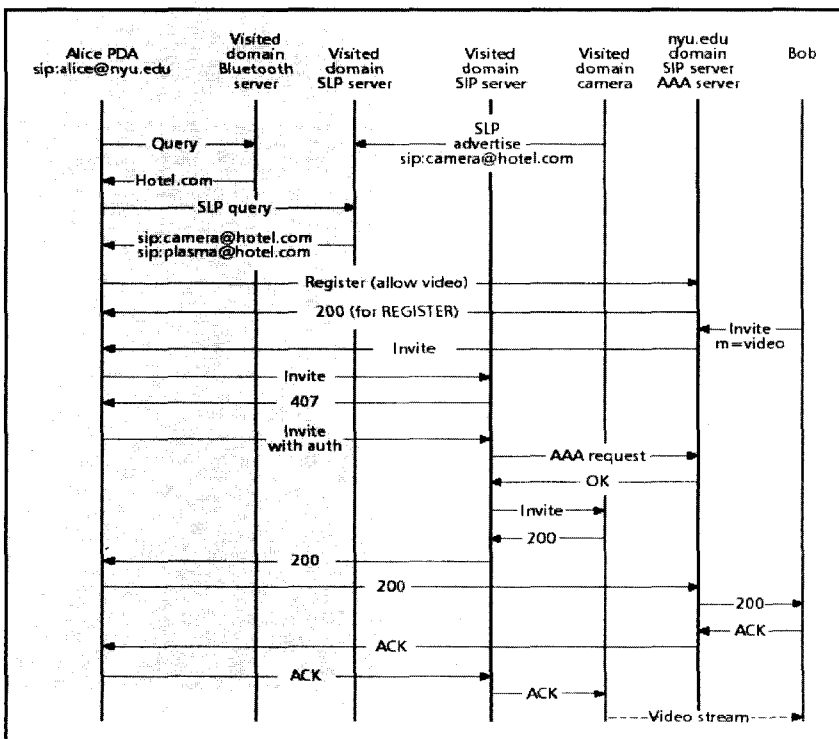 Alice PDA
sip:alice@nyu.edu
Visited
domain
Bluetooth
server
Visited
domain
SLP server
Visited
domain
SIP server
Visited
domain
camera
nyu.edu
domain
SIP server
AAA server
Bob
Query
SLP
advertise
sip:camera@hotel.com
Hotel.com
SLP query
sip:camera@hotel.com
sip:plasma@hotel.com
Register (allow video)
200 (for REGISTER)
Invite
m=video
Invite
Invite
407
Invite
with auth
AAA request
OK
Invite
200
200
200
200
ACK
ACK
ACK
ACK
Video stream